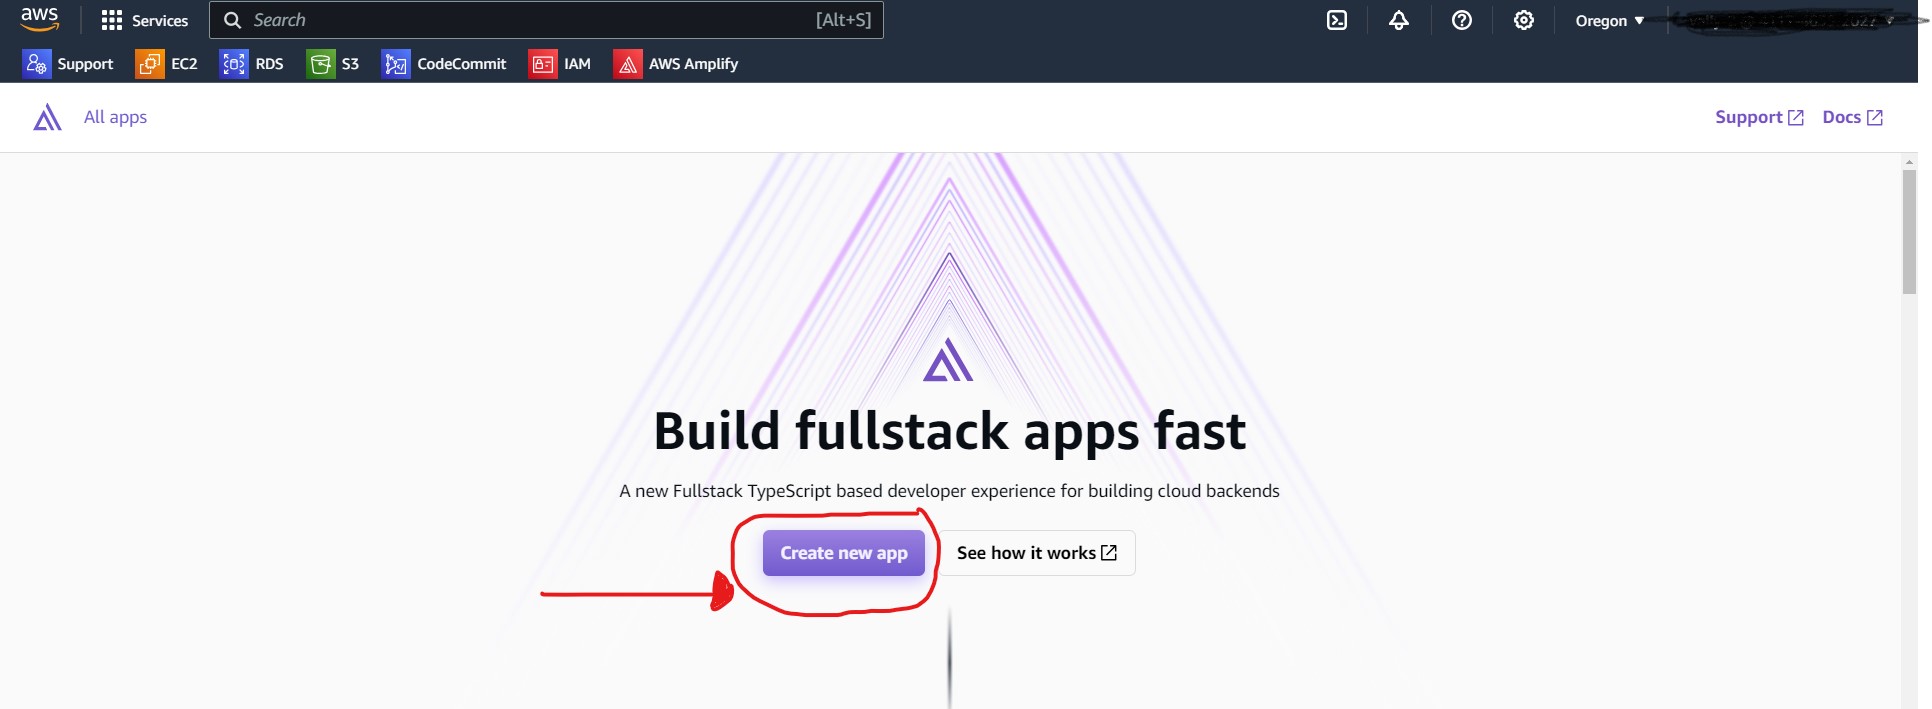 aws
Services
Search
[Alt+S]
Oregon
Support
EC2
RDS
S3
CodeCommit
IAM
AWS Amplify
All apps
Support
Docs
Build fullstack apps fast
A new Fullstack TypeScript based developer experience for building cloud backends
Create new app
See how it works